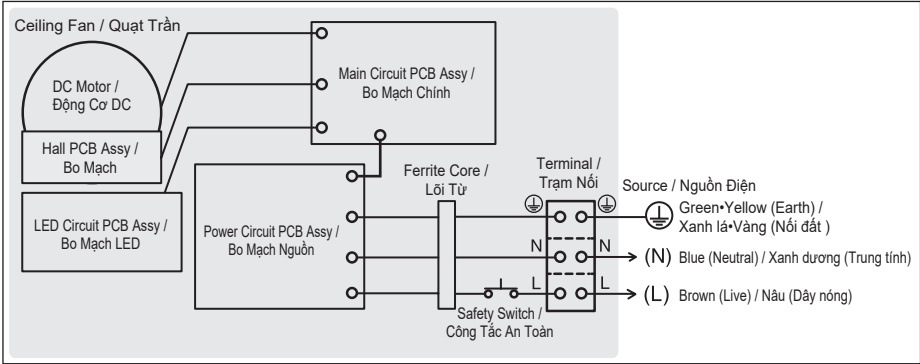 Ceiling Fan / Quạt Trần
DC Motor /
Động Cơ DC
Hall PCB Assy /
Bo Mạch
LED Circuit PCB Assy /
Bo Mạch LED
Main Circuit PCB Assy /
Bo Mạch Chính
Power Circuit PCB Assy /
Bo Mạch Nguồn
Ferrite Core /
Lõi Từ
Safety Switch /
Công Tắc An Toàn
Terminal /
Trạm Nối
N
N
L
L
Source / Nguồn Điện
Green•Yellow (Earth) /
Xanh lá•Vàng (Nối đất )
(N) Blue (Neutral) / Xanh dương (Trung tính)
(L) Brown (Live) / Nâu (Dây nóng)